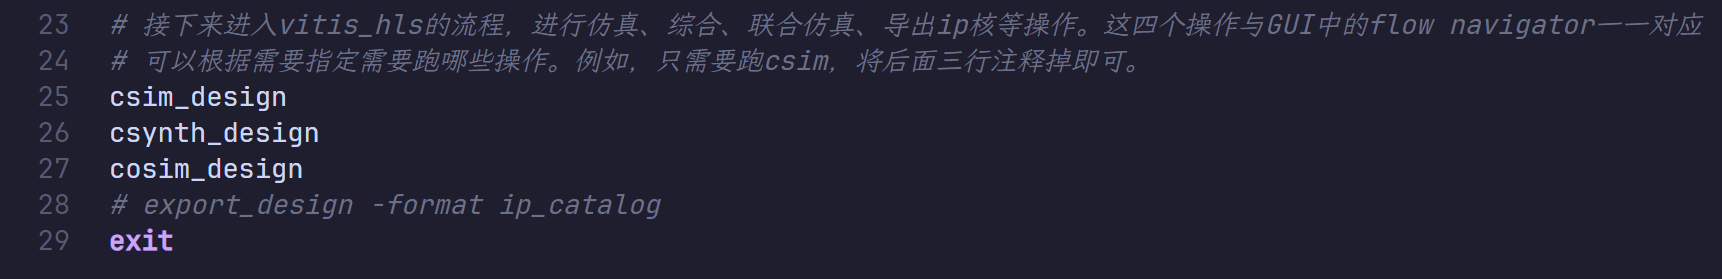 23 # 接下来进入vitis_hls的流程，进行仿真、综合、联合仿真、导出ip核等操作。这四个操作与GUI中的flow navigator一一对应
24 # 可以根据需要指定需要跑哪些操作。例如，只需要跑csim，将后面三行注释掉即可。
25 csim_design
26 csynth_design
27 cosim_design
28 # export_design -format ip_catalog
29 exit